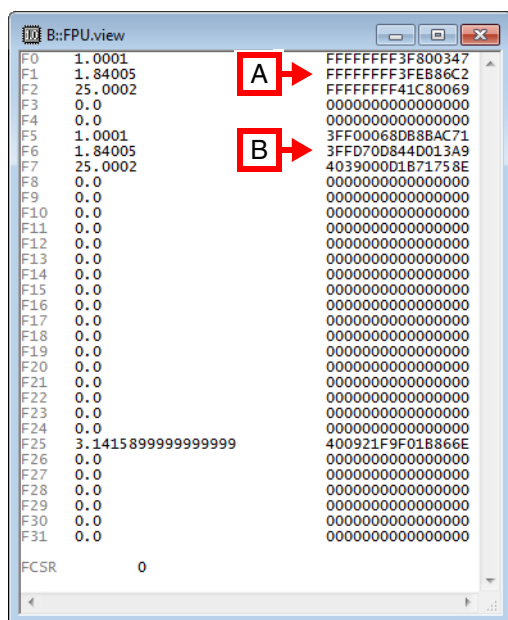 B::FPU.view
F0 1.0001 FFFFFFFF3F800347
F1 1.84005 A FFFFFFFF3FEB86C2
F2 25.0002 FFFFFFFF41C80069
F3 0.0 0000000000000000
F4 0.0 0000000000000000
F5 1.0001 3FF00068DB8BAC71
F6 1.84005 B 3FFD70D844D013A9
F7 25.0002 4039000D1B71758E
F8 0.0 0000000000000000
F9 0.0 0000000000000000
F10 0.0 0000000000000000
F11 0.0 0000000000000000
F12 0.0 0000000000000000
F13 0.0 0000000000000000
F14 0.0 0000000000000000
F15 0.0 0000000000000000
F16 0.0 0000000000000000
F17 0.0 0000000000000000
F18 0.0 0000000000000000
F19 0.0 0000000000000000
F20 0.0 0000000000000000
F21 0.0 0000000000000000
F22 0.0 0000000000000000
F23 0.0 0000000000000000
F24 0.0 0000000000000000
F25 3.1415899999999999 400921F9F01B866E
F26 0.0 0000000000000000
F27 0.0 0000000000000000
F28 0.0 0000000000000000
F29 0.0 0000000000000000
F30 0.0 0000000000000000
F31 0.0 0000000000000000
FCSR 0